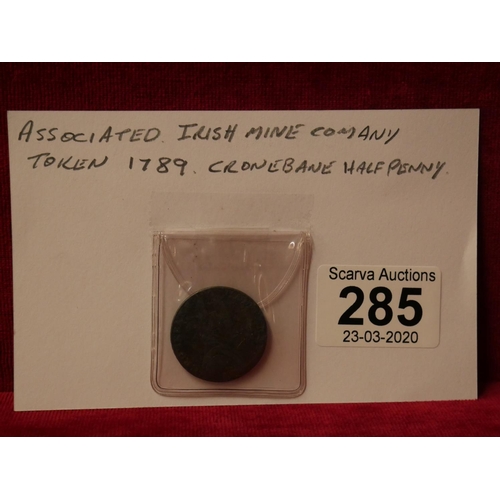 ASSOCIATED. IRISH MINE COMANY
TOKEN 1789. CRONEBANE HALFPENNY.
Scarva Auctions
285
23-03-2020